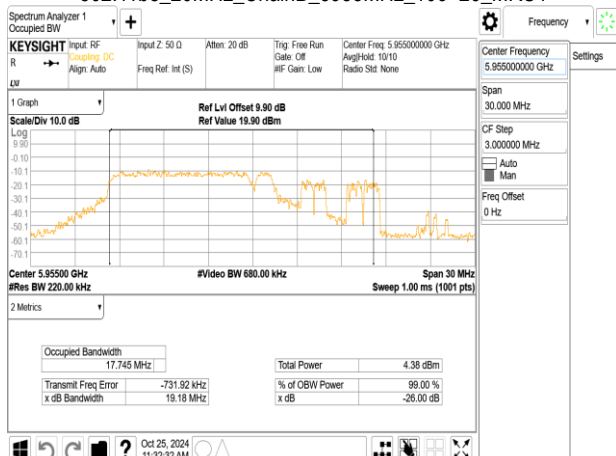 Spectrum Analyzer 1
Occupied BW
KEYSIGHT Input: RF
R
Coupling: DC
Align: Auto
Input Z: 50 Ω
Freq Ref: Int (S)
Atten: 20 dB
Trig: Free Run
Gate: Off
#IF Gain: Low
Center Freq: 5.955000000 GHz
Avg|Hold: 10/10
Radio Std: None
LXI
1 Graph
Scale/Div 10.0 dB
Ref Lvl Offset 9.90 dB
Ref Value 19.90 dBm
Log
9.90
-0.10
-10.1
-20.1
-30.1
-40.1
-50.1
-60.1
-70.1
Center 5.95500 GHz
#Res BW 220.00 kHz
#Video BW 680.00 kHz
Span 30 MHz
Sweep 1.00 ms (1001 pts)
2 Metrics
Occupied Bandwidth
17.745 MHz
Total Power 4.38 dBm
Transmit Freq Error -731.92 kHz
% of OBW Power 99.00 %
x dB Bandwidth 19.18 MHz
x dB -26.00 dB
Oct 25, 2024
11:32:32 AM
Frequency
Settings
Center Frequency
5.955000000 GHz
Span
30.000 MHz
CF Step
3.000000 MHz
Auto
Man
Freq Offset
0 Hz